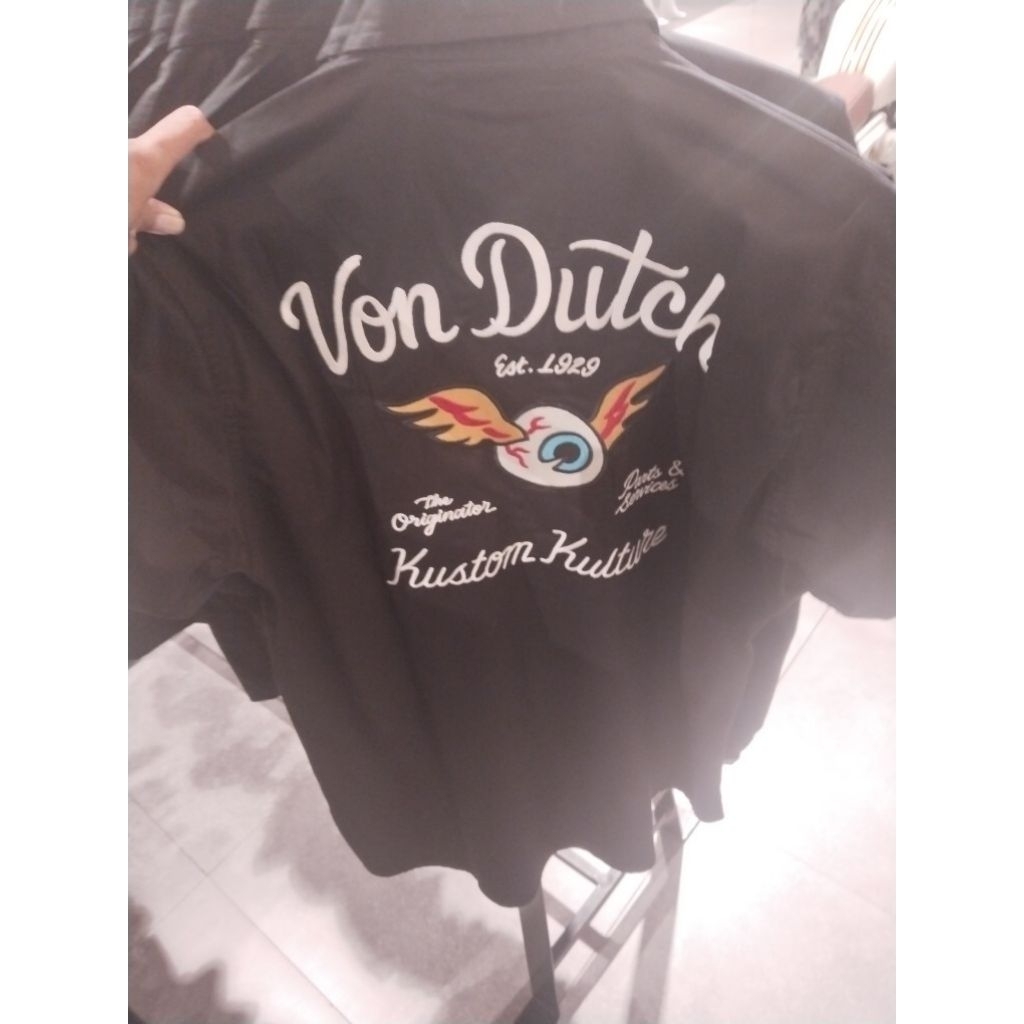 Von Dutch
Est. 1929
The
Originator
Parts &
Services
Kustom Kulture